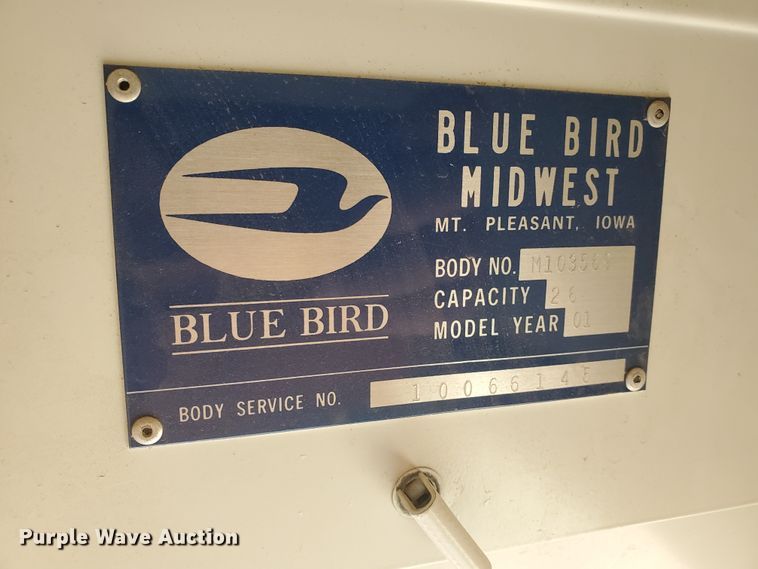 BLUE BIRD
MIDWEST
MT. PLEASANT, IOWA
BODY NO.
CAPACITY 26
MODEL YEAR 01
BLUE BIRD
BODY SERVICE NO.
Purple Wave Auction®